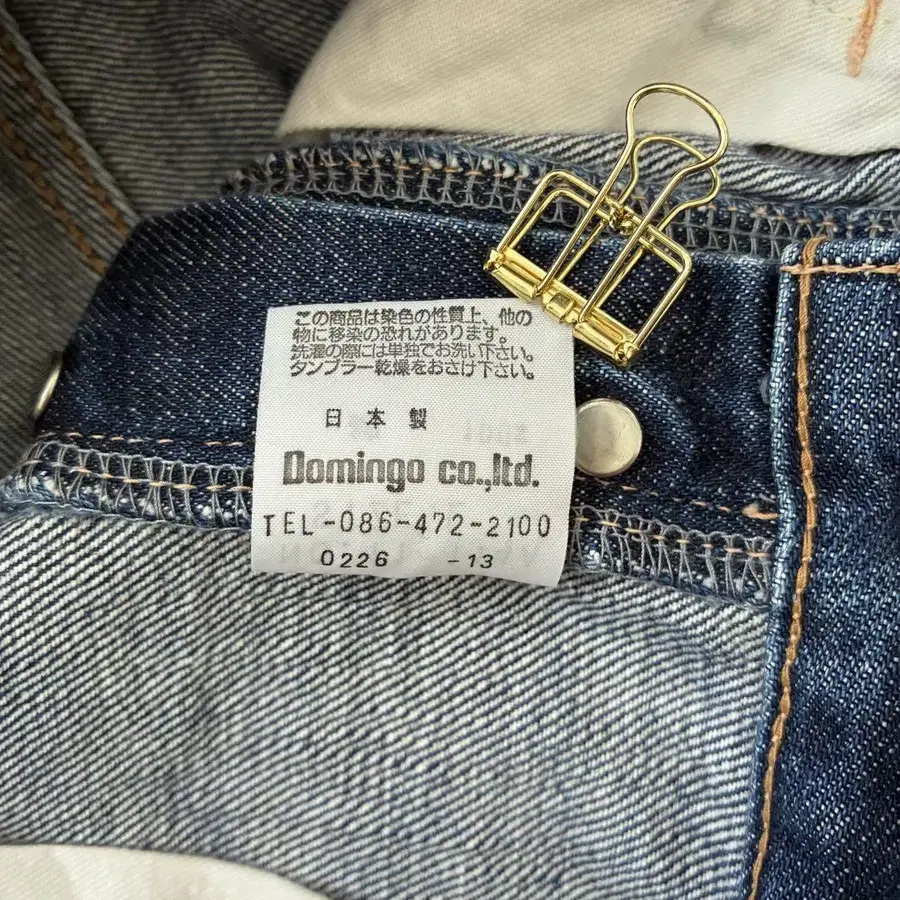 この商品は染色の性質上、他の
物に移染の恐れがあります。
洗濯の際には単独でお洗い下さい。
タンブラー乾燥をおさけ下さい。
日本製
Domingo co.,ltd.
TEL-086-472-2100
0226 -13